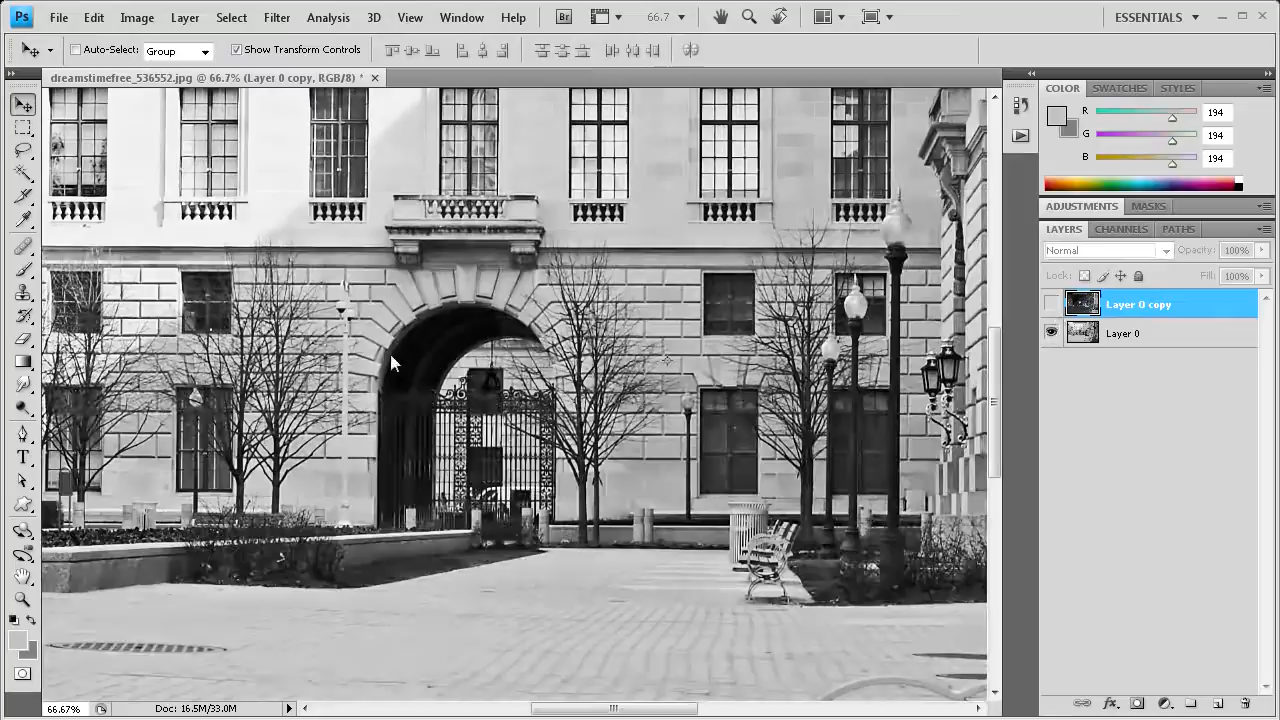 Ps File Edit Image Layer Select Filter Analysis 3D View Window Help Br 66.7 ESSENTIALS
Auto-Select: Group Show Transform Controls
dreamstimefree_536552.jpg @ 66.7% (Layer 0 copy, RGB/8) *
COLOR SWATCHES STYLES
R 194
G 194
B 194
ADJUSTMENTS MASKS
LAYERS CHANNELS PATHS
Normal Opacity: 100%
Lock: Fill: 100%
Layer 0 copy
Layer 0
T
fx
66.67% Doc: 16.5M/33.0M